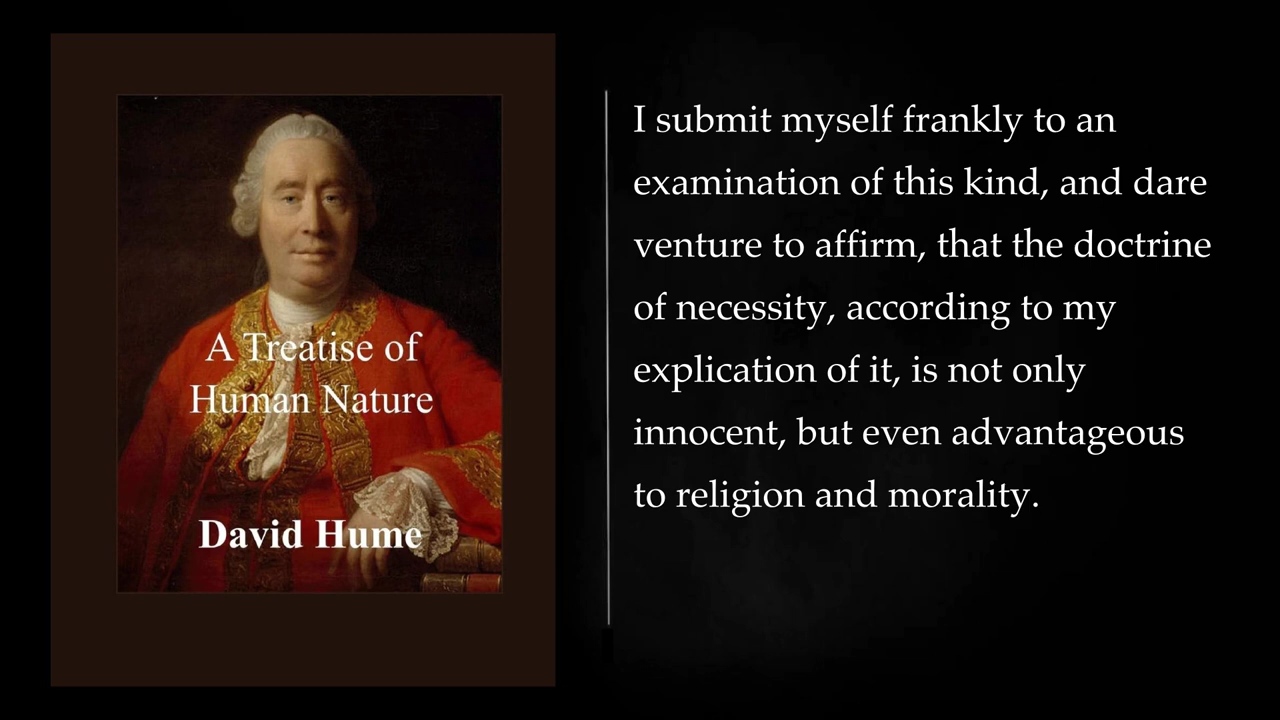 A Treatise of
Human Nature
David Hume
I submit myself frankly to an
examination of this kind, and dare
venture to affirm, that the doctrine
of necessity, according to my
explication of it, is not only
innocent, but even advantageous
to religion and morality.